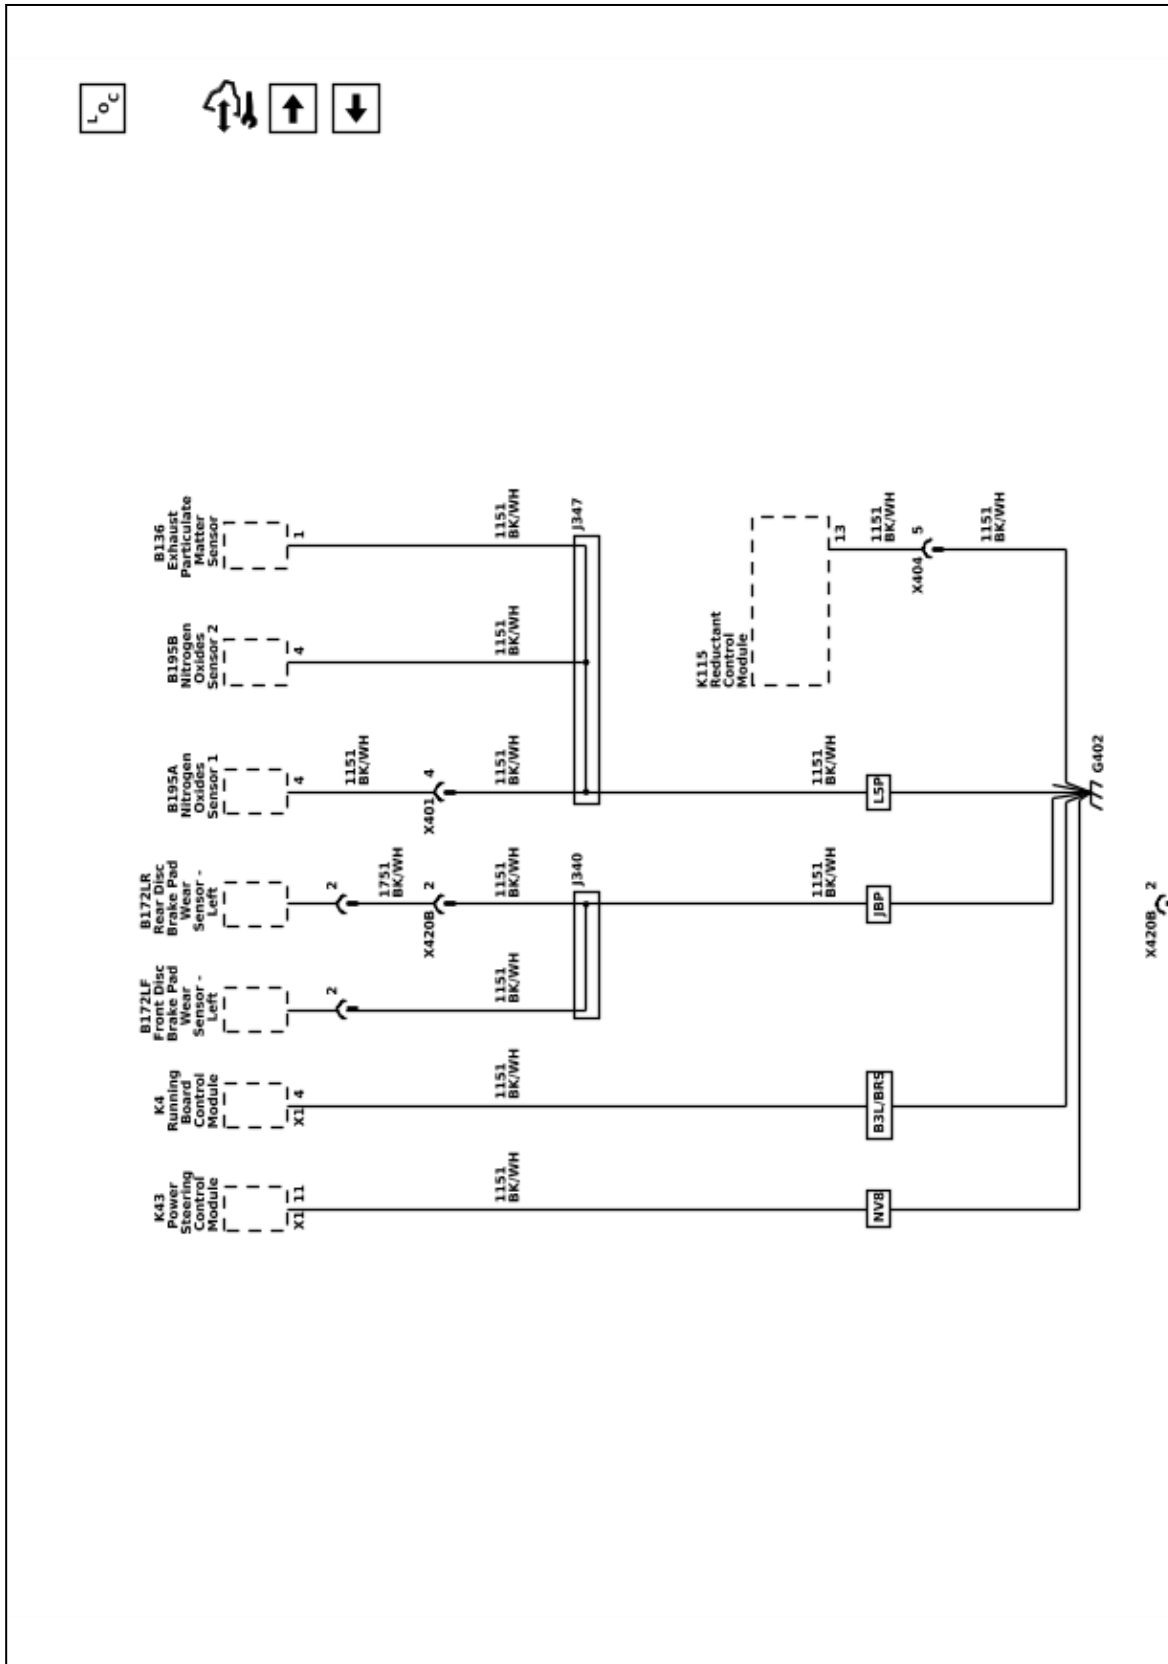 LOC
B136
Exhaust
Particulate
Matter
Sensor
1
1151
BK/WH
J347
B195B
Nitrogen
Oxides
Sensor 2
4
1151
BK/WH
B195A
Nitrogen
Oxides
Sensor 1
4
1151
BK/WH
X401
4
1151
BK/WH
1151
BK/WH
L5P
K115
Reductant
Control
Module
13
1151
BK/WH
X404
5
1151
BK/WH
G402
B172LR
Rear Disc
Brake Pad
Wear
Sensor -
Left
2
1751
BK/WH
X420B
2
1151
BK/WH
J340
1151
BK/WH
JBP
X420B
2
B172LF
Front Disc
Brake Pad
Wear
Sensor -
Left
2
1151
BK/WH
K4
Running
Board
Control
Module
X1
4
1151
BK/WH
B3L/BRS
K43
Power
Steering
Control
Module
X1
11
1151
BK/WH
NV8